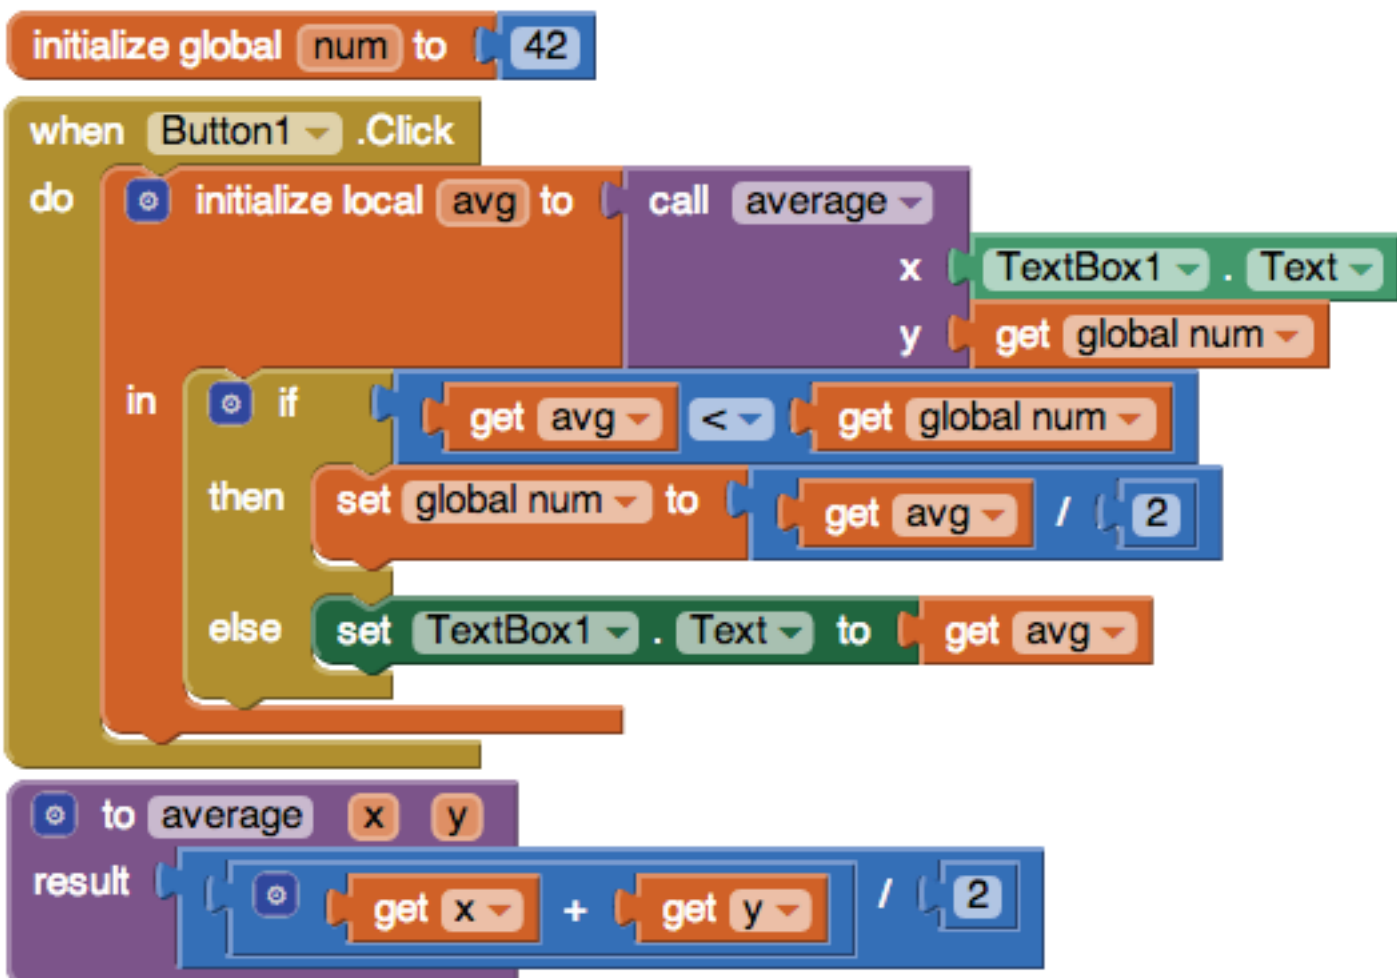 initialize global num to 42
when Button1 .Click
do initialize local avg to call average
x TextBox1 . Text
y get global num
in if get avg < get global num
then set global num to get avg / 2
else set TextBox1 . Text to get avg
to average x y
result get x + get y / 2